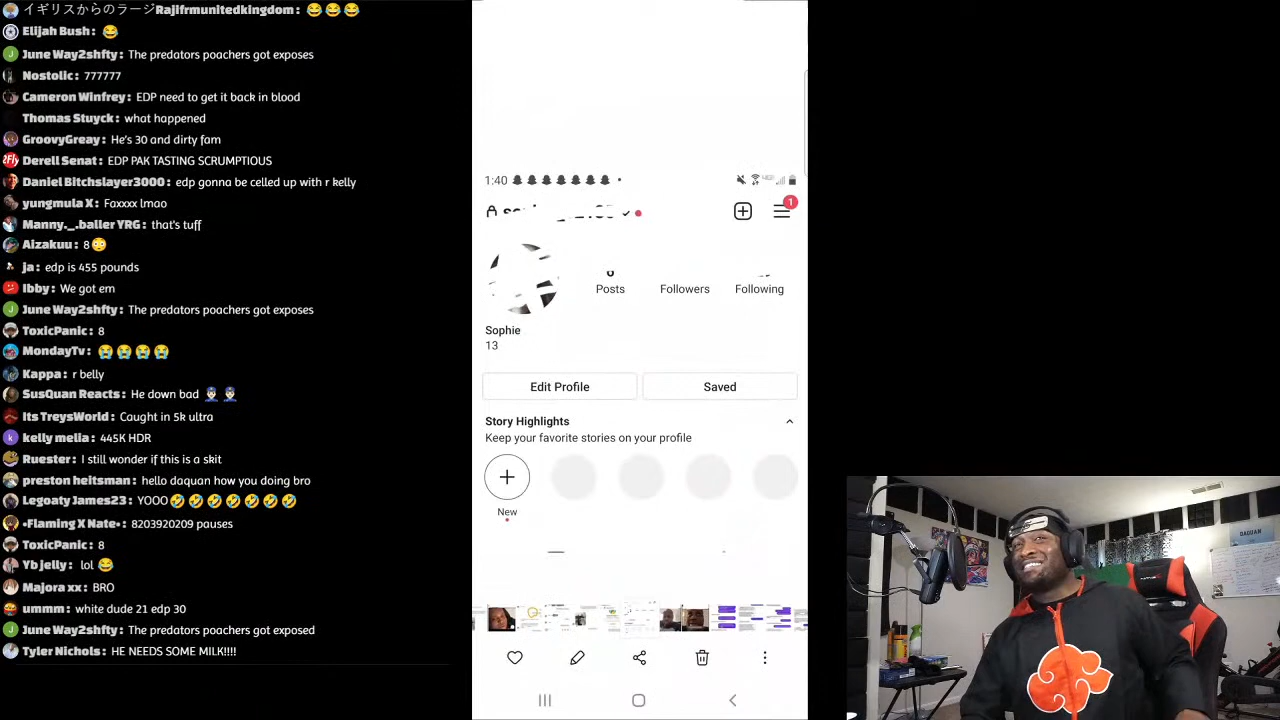 イギリスからのラージRajifrmunitedkingdom: 😂😂😂
Elijah Bush: 😂
June Way2shfty: The predators poachers got exposes
Nostolic: 777777
Cameron Winfrey: EDP need to get it back in blood
Thomas Stuyck: what happened
GroovyGreay: He's 30 and dirty fam
Derell Senat: EDP PAK TASTING SCRUMPTIOUS
Daniel Bitchslayer3000: edp gonna be celled up with r kelly
yungmula X: Faxxx lmao
Manny__baller YRG: that's tuff
Aizakuu: 8😳
ja: edp is 455 pounds
Ibby: We got em
June Way2shfty: The predators poachers got exposes
ToxicPanic: 8
MondayTv: 😭😭😭😭
Kappa: r belly
SusQuan Reacts: He down bad 👮🏻‍♂️👮🏻‍♂️
Its TreysWorld: Caught in 5k ultra
kelly melia: 445K HDR
Ruester: I still wonder if this is a skit
preston heitsman: hello daquan how you doing bro
Legoaty James23: YOOO🤣🤣🤣🤣🤣🤣🤣
•Flaming X Nate•: 8203920209 pauses
ToxicPanic: 8
Yb jelly: lol 😂
Majora xx: BRO
ummm: white dude 21 edp 30
The predators poachers got exposed
Tyler Nichols: HE NEEDS SOME MILK!!!!
1:40
1
Posts
Followers
Following
Sophie
13
Edit Profile
Saved
Story Highlights
Keep your favorite stories on your profile
New
DAQUAN